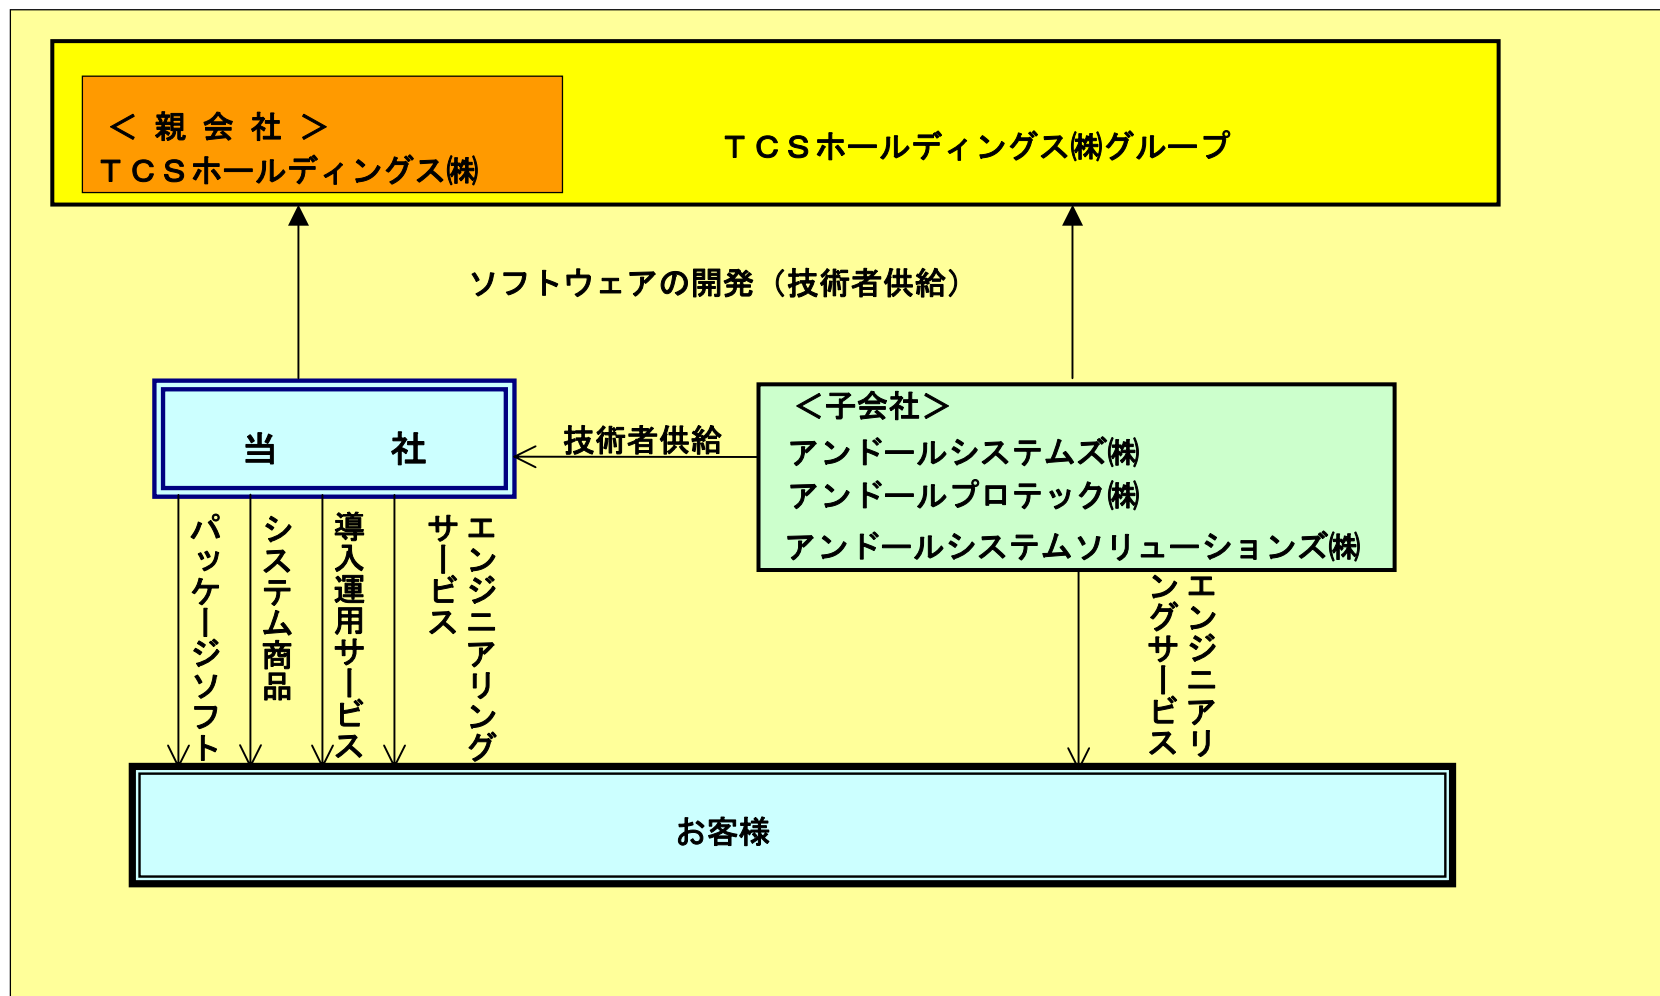 ＜ 親 会 社 ＞
ＴＣＳホールディングス㈱
ＴＣＳホールディングス㈱グループ
ソフトウェアの開発（技術者供給）
当　　　社
技術者供給
＜子会社＞
アンドールシステムズ㈱
アンドールプロテック㈱
アンドールシステムソリューションズ㈱
パッケージソフト
システム商品
導入運用サービス
エンジニアリング
サービス
エンジニアリ
ングサービス
お客様